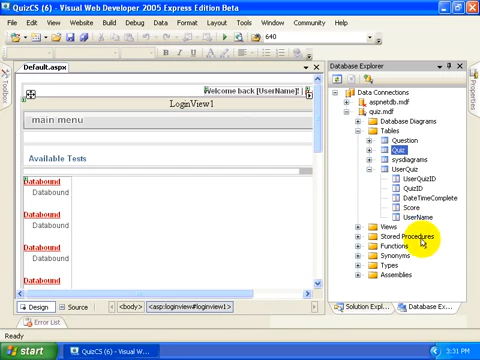 QuizCS (6) - Visual Web Developer 2005 Express Edition Beta
File Edit View Website Build Debug Data Format Layout Tools Window Community Help
640
Default.aspx
Toolbox
Welcome back [UserName]! |
LoginView1
main menu
Available Tests
Databound
Databound
Databound
Databound
Databound
Databound
Databound
Design Source <body> <asp:loginview#loginview1>
Database Explorer
Data Connections
aspnetdb.mdf
quiz.mdf
Database Diagrams
Tables
Question
Quiz
sysdiagrams
UserQuiz
UserQuizID
QuizID
DateTimeComplete
Score
UserName
Views
Stored Procedures
Functions
Synonyms
Types
Assemblies
Solution Expl... Database Ex...
Properties
Error List
Ready
start QuizCS (6) - Visual W... 3:31 PM